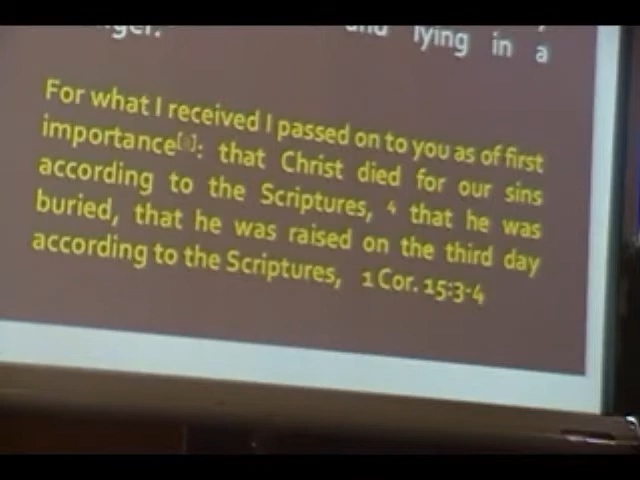 lying in a
For what I received I passed on to you as of first
importance[ ]: that Christ died for our sins
according to the Scriptures, 4 that he was
buried, that he was raised on the third day
according to the Scriptures, 1 Cor. 15:3-4